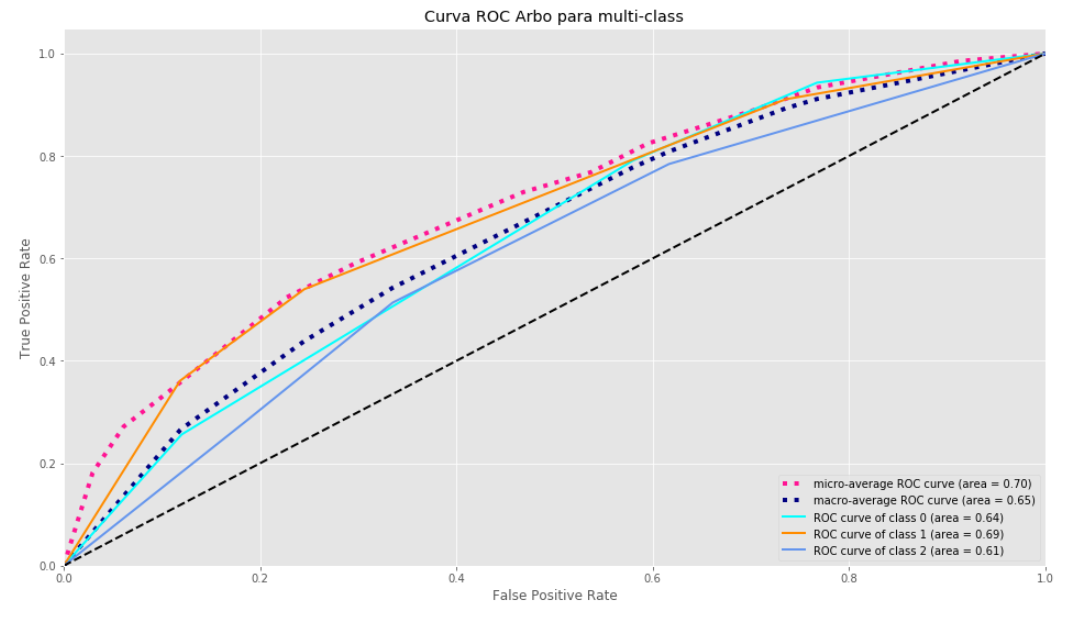 Curva ROC Arbo para multi-class
True Positive Rate
1.0
0.8
0.6
0.4
0.2
0.0
0.0 0.2 0.4 0.6 0.8 1.0
False Positive Rate
micro-average ROC curve (area = 0.70)
macro-average ROC curve (area = 0.65)
ROC curve of class 0 (area = 0.64)
ROC curve of class 1 (area = 0.69)
ROC curve of class 2 (area = 0.61)